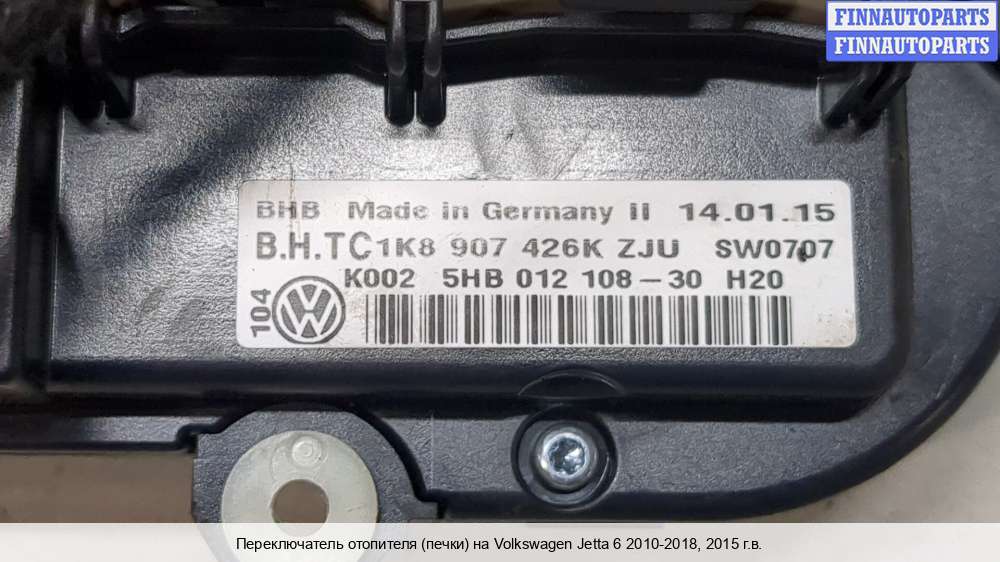 FINNAUTOPARTS
FINNAUTOPARTS
BHB Made in Germany II 14.01.15
B.H.TC 1K8 907 426K ZJU SW0707
K002 5HB 012 108-30 H20
104
Переключатель отопителя (печки) на Volkswagen Jetta 6 2010-2018, 2015 г.в.